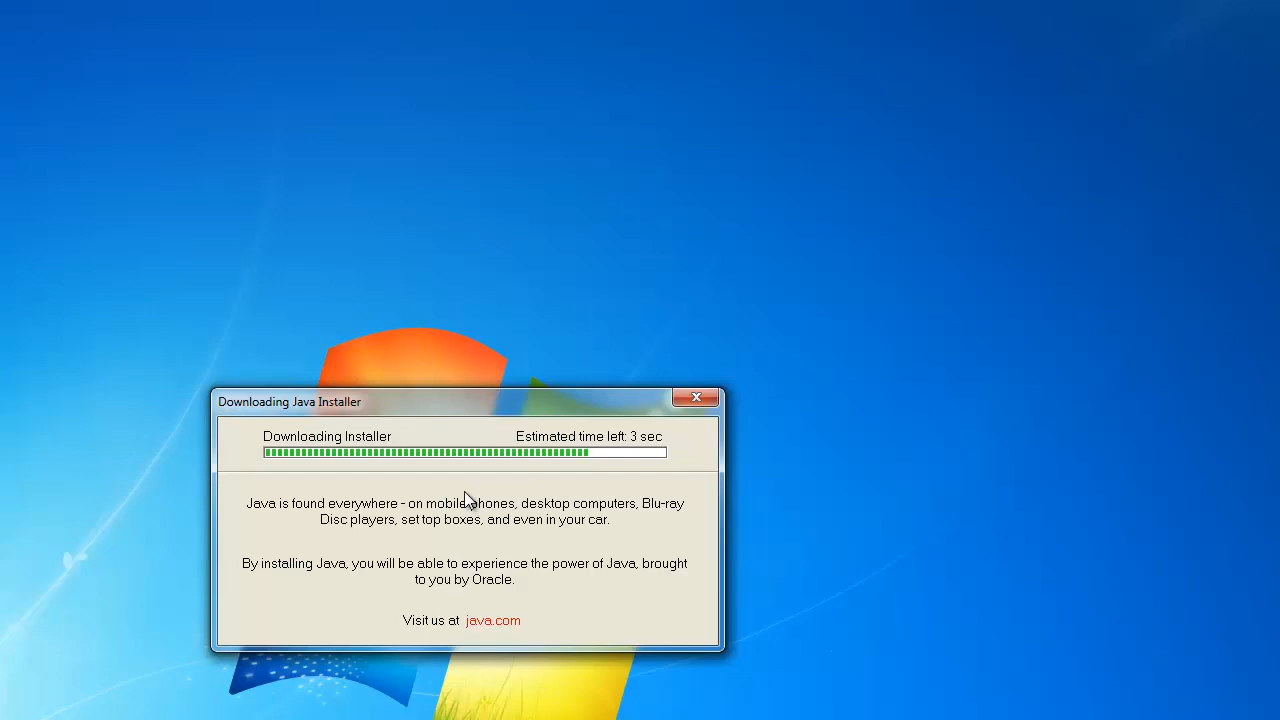 Downloading Java Installer
Downloading Installer Estimated time left: 3 sec
Java is found everywhere - on mobile phones, desktop computers, Blu-ray
Disc players, set top boxes, and even in your car.
By installing Java, you will be able to experience the power of Java, brought
to you by Oracle.
Visit us at java.com